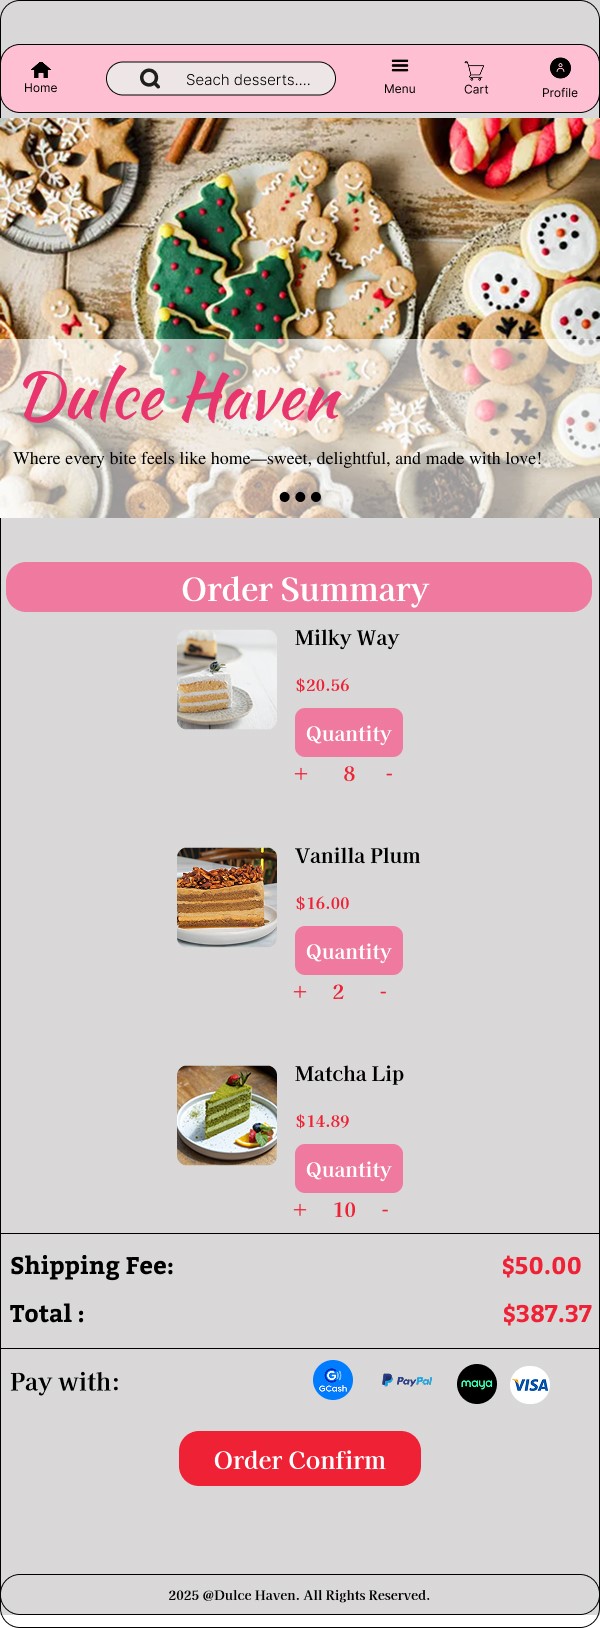 Home
Seach desserts....
Menu
Cart
Profile
Dulce Haven
Where every bite feels like home—sweet, delightful, and made with love!
Order Summary
Milky Way
$20.56
Quantity
+ 8 -
Vanilla Plum
$16.00
Quantity
+ 2 -
Matcha Lip
$14.89
Quantity
+ 10 -
Shipping Fee: $50.00
Total : $387.37
Pay with: GCash PayPal maya VISA
Order Confirm
2025 @Dulce Haven. All Rights Reserved.